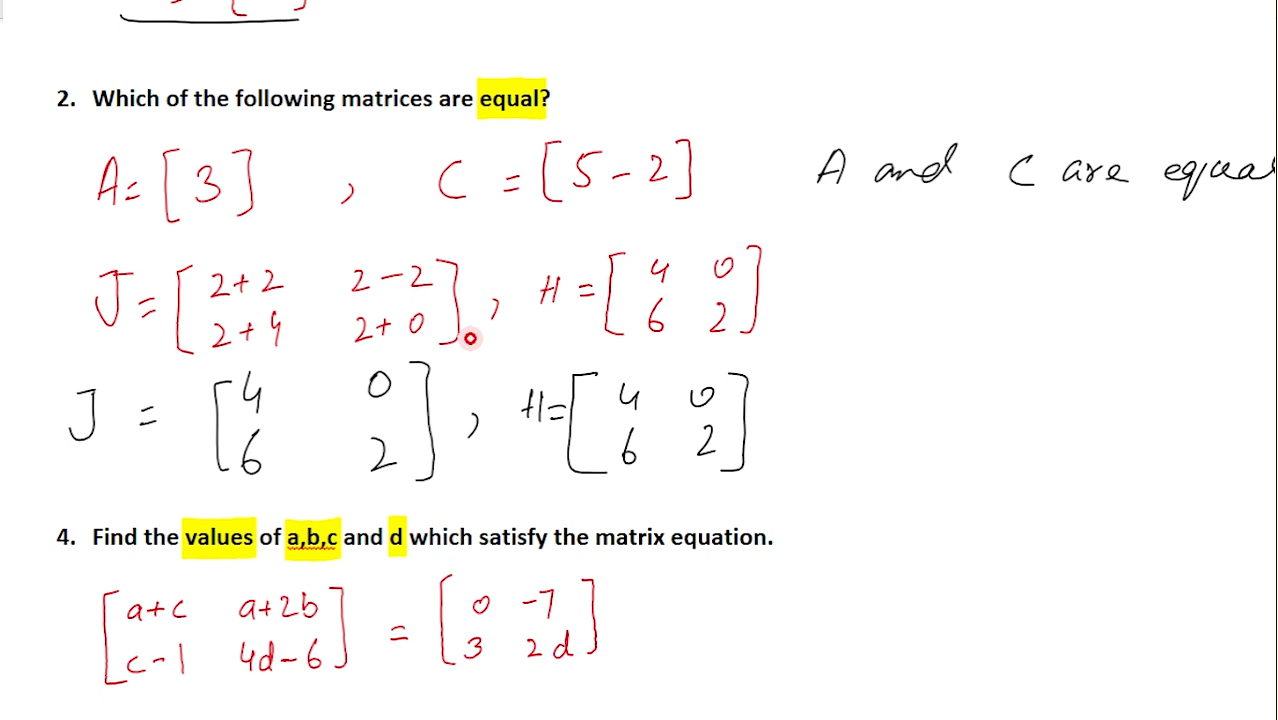 2. Which of the following matrices are equal?
A = [ 3 ] , C = [ 5 - 2 ] A and C are equal
J = [ 2+2 2-2 ] , H = [ 4 0 ]
[ 2+4 2+0 ] [ 6 2 ]
J = [ 4 0 ] , H = [ 4 0 ]
[ 6 2 ] [ 6 2 ]
4. Find the values of a,b,c and d which satisfy the matrix equation.
[ a+c a+2b ] = [ 0 -7 ]
[ c-1 4d-6 ] [ 3 2d ]